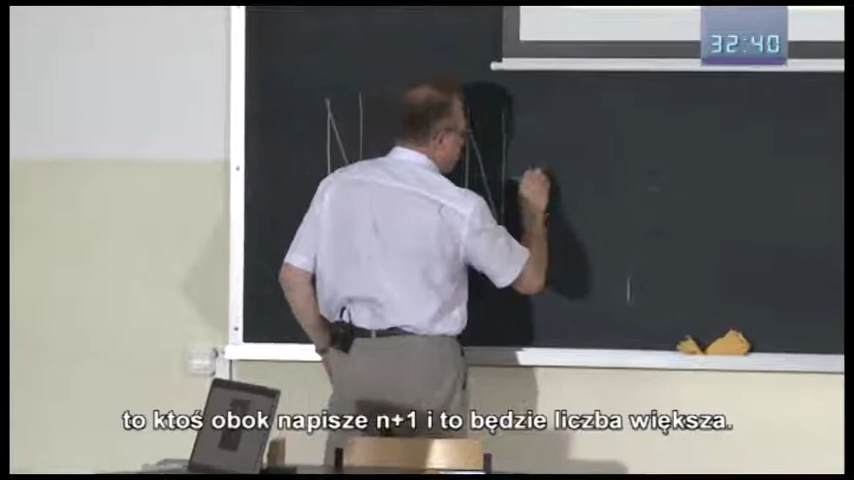 32:40
to ktoś obok napisze n+1 i to będzie liczba większa.